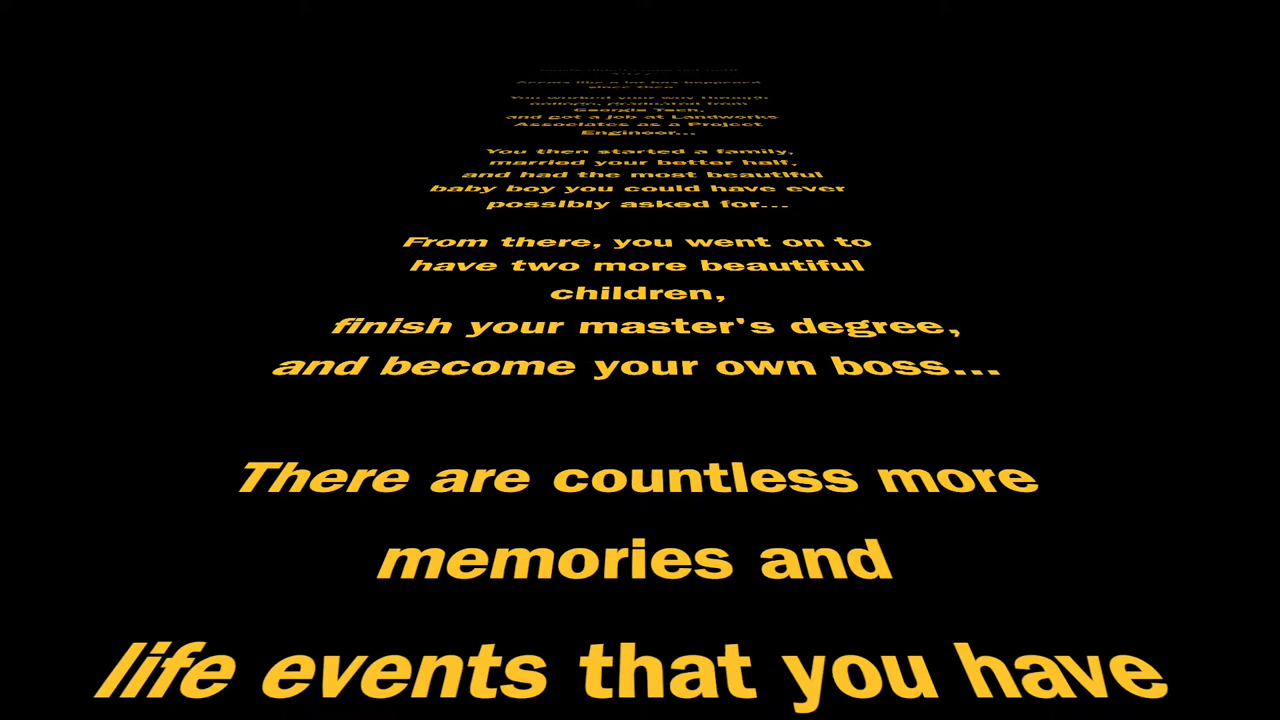 since then
You worked your way through
college, graduated from
Georgia Tech,
and got a job at Landworks
Associates as a Project
Engineer...
You then started a family,
married your better half,
and had the most beautiful
baby boy you could have ever
possibly asked for...
From there, you went on to
have two more beautiful
children,
finish your master's degree,
and become your own boss...
There are countless more
memories and
life events that you have